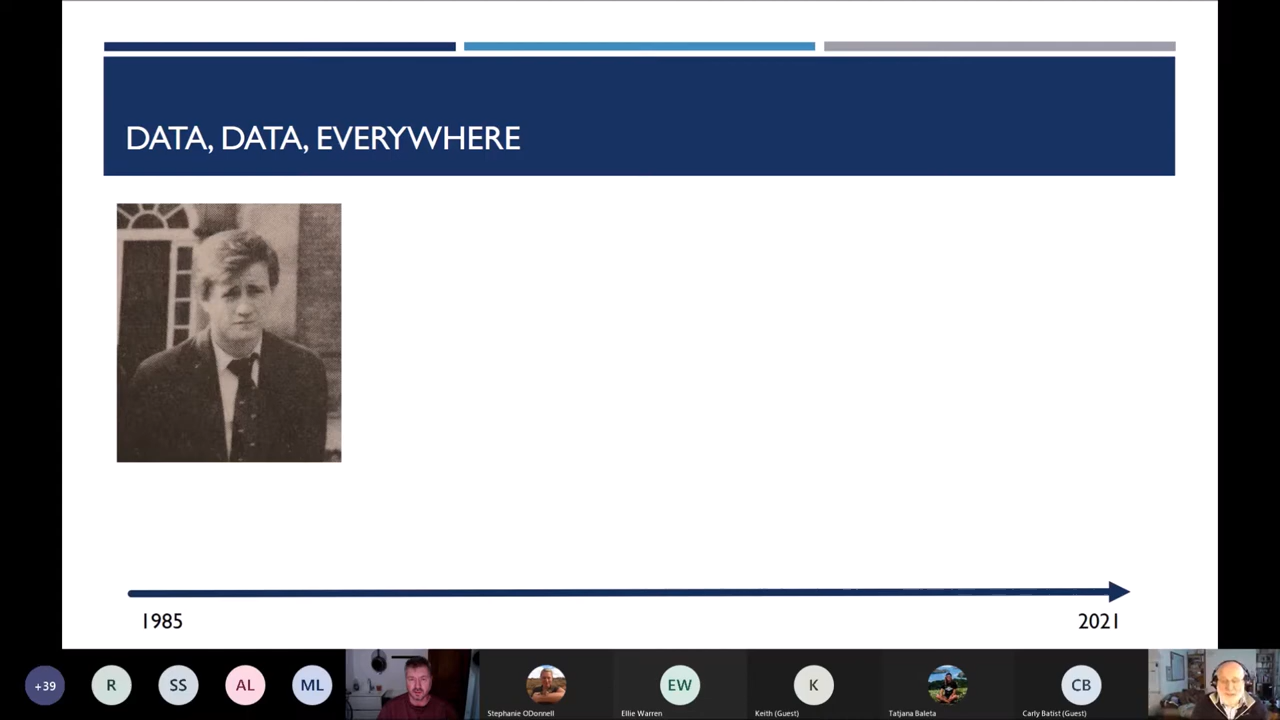 DATA, DATA, EVERYWHERE
1985
2021
+39
R
SS
AL
ML
Stephanie ODonnell
EW
Ellie Warren
K
Keith (Guest)
Tatjana Baleta
CB
Carly Batist (Guest)